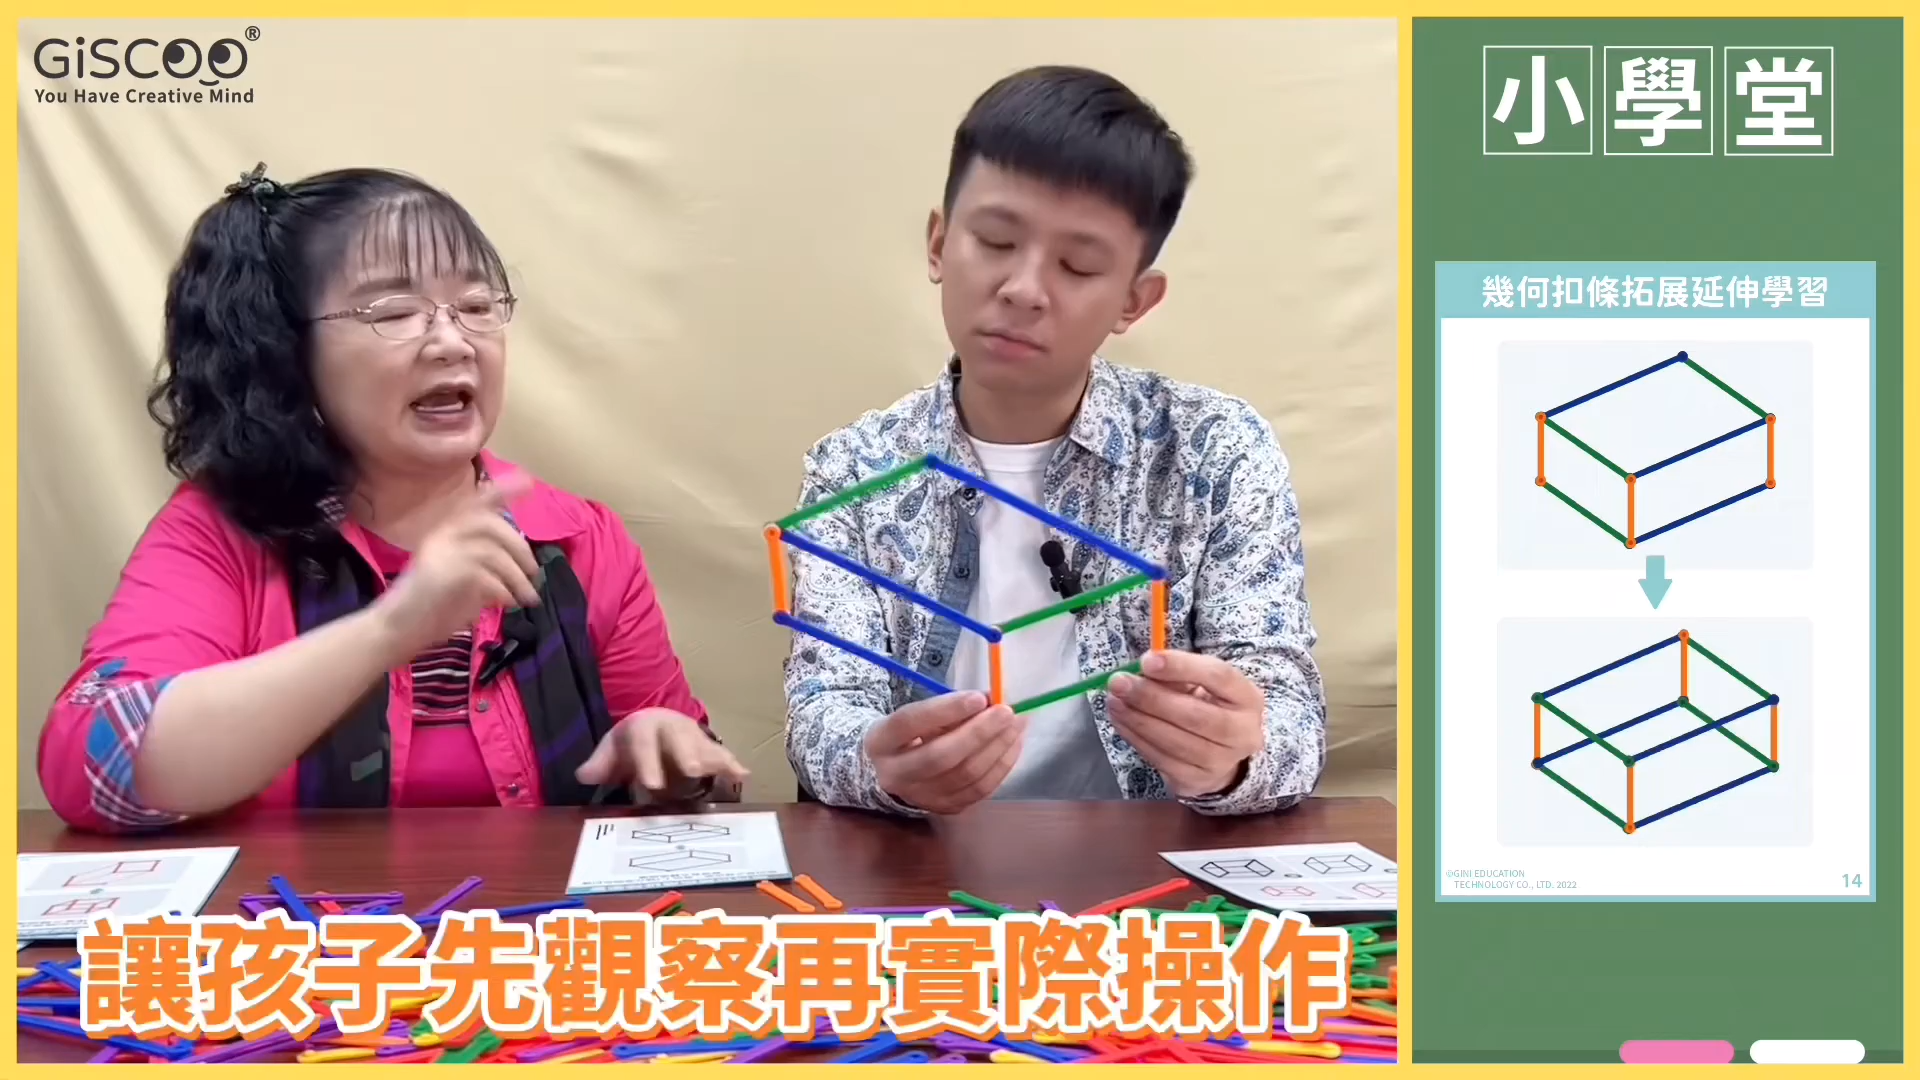 GiSCOO®
You Have Creative Mind
小學堂
幾何扣條拓展延伸學習
©GINI EDUCATION
TECHNOLOGY CO., LTD. 2022
14
讓孩子先觀察再實際操作